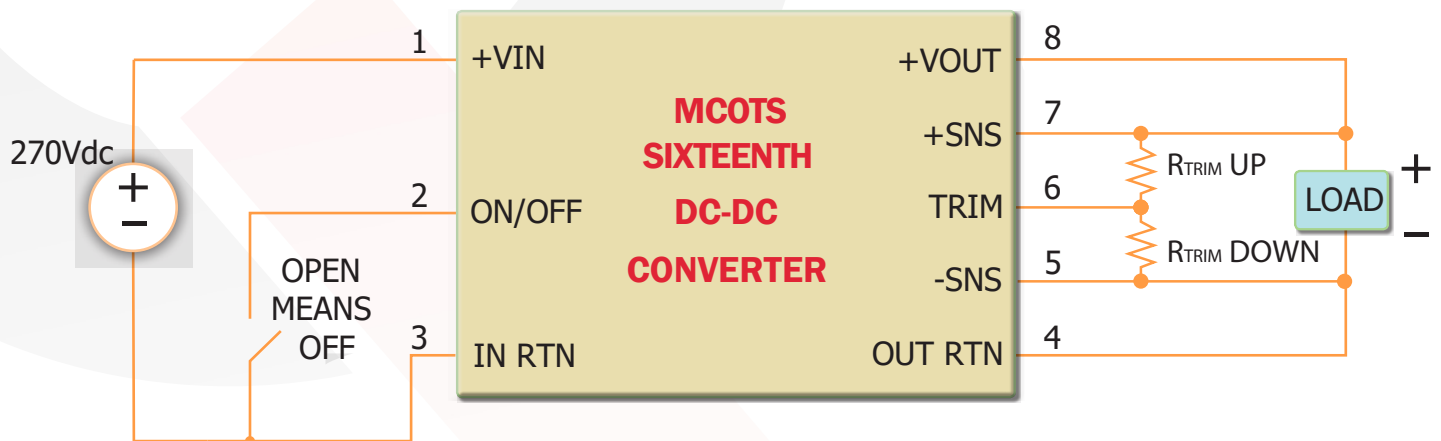 270Vdc
+
−
1
2
3
OPEN
MEANS
OFF
+VIN
ON/OFF
IN RTN
MCOTS
SIXTEENTH
DC-DC
CONVERTER
+VOUT
+SNS
TRIM
-SNS
OUT RTN
8
7
6
5
4
RTRIM UP
RTRIM DOWN
LOAD
+
−